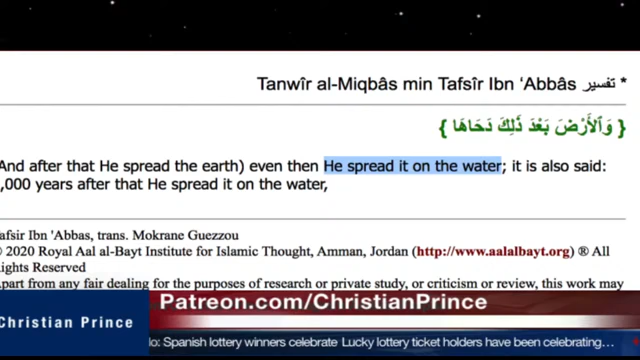 * تفسير Tanwîr al-Miqbâs min Tafsîr Ibn 'Abbâs
{ وَٱلأَرْضَ بَعْدَ ذَلِكَ دَحَاهَا }
And after that He spread the earth) even then He spread it on the water; it is also said:
,000 years after that He spread it on the water,
afsir Ibn 'Abbas, trans. Mokrane Guezzou
© 2020 Royal Aal al-Bayt Institute for Islamic Thought, Amman, Jordan (http://www.aalalbayt.org) ® All
ights Reserved
part from any fair dealing for the purposes of research or private study, or criticism or review, this work may
Patreon.com/ChristianPrince
Christian Prince
lo: Spanish lottery winners celebrate Lucky lottery ticket holders have been celebrating…